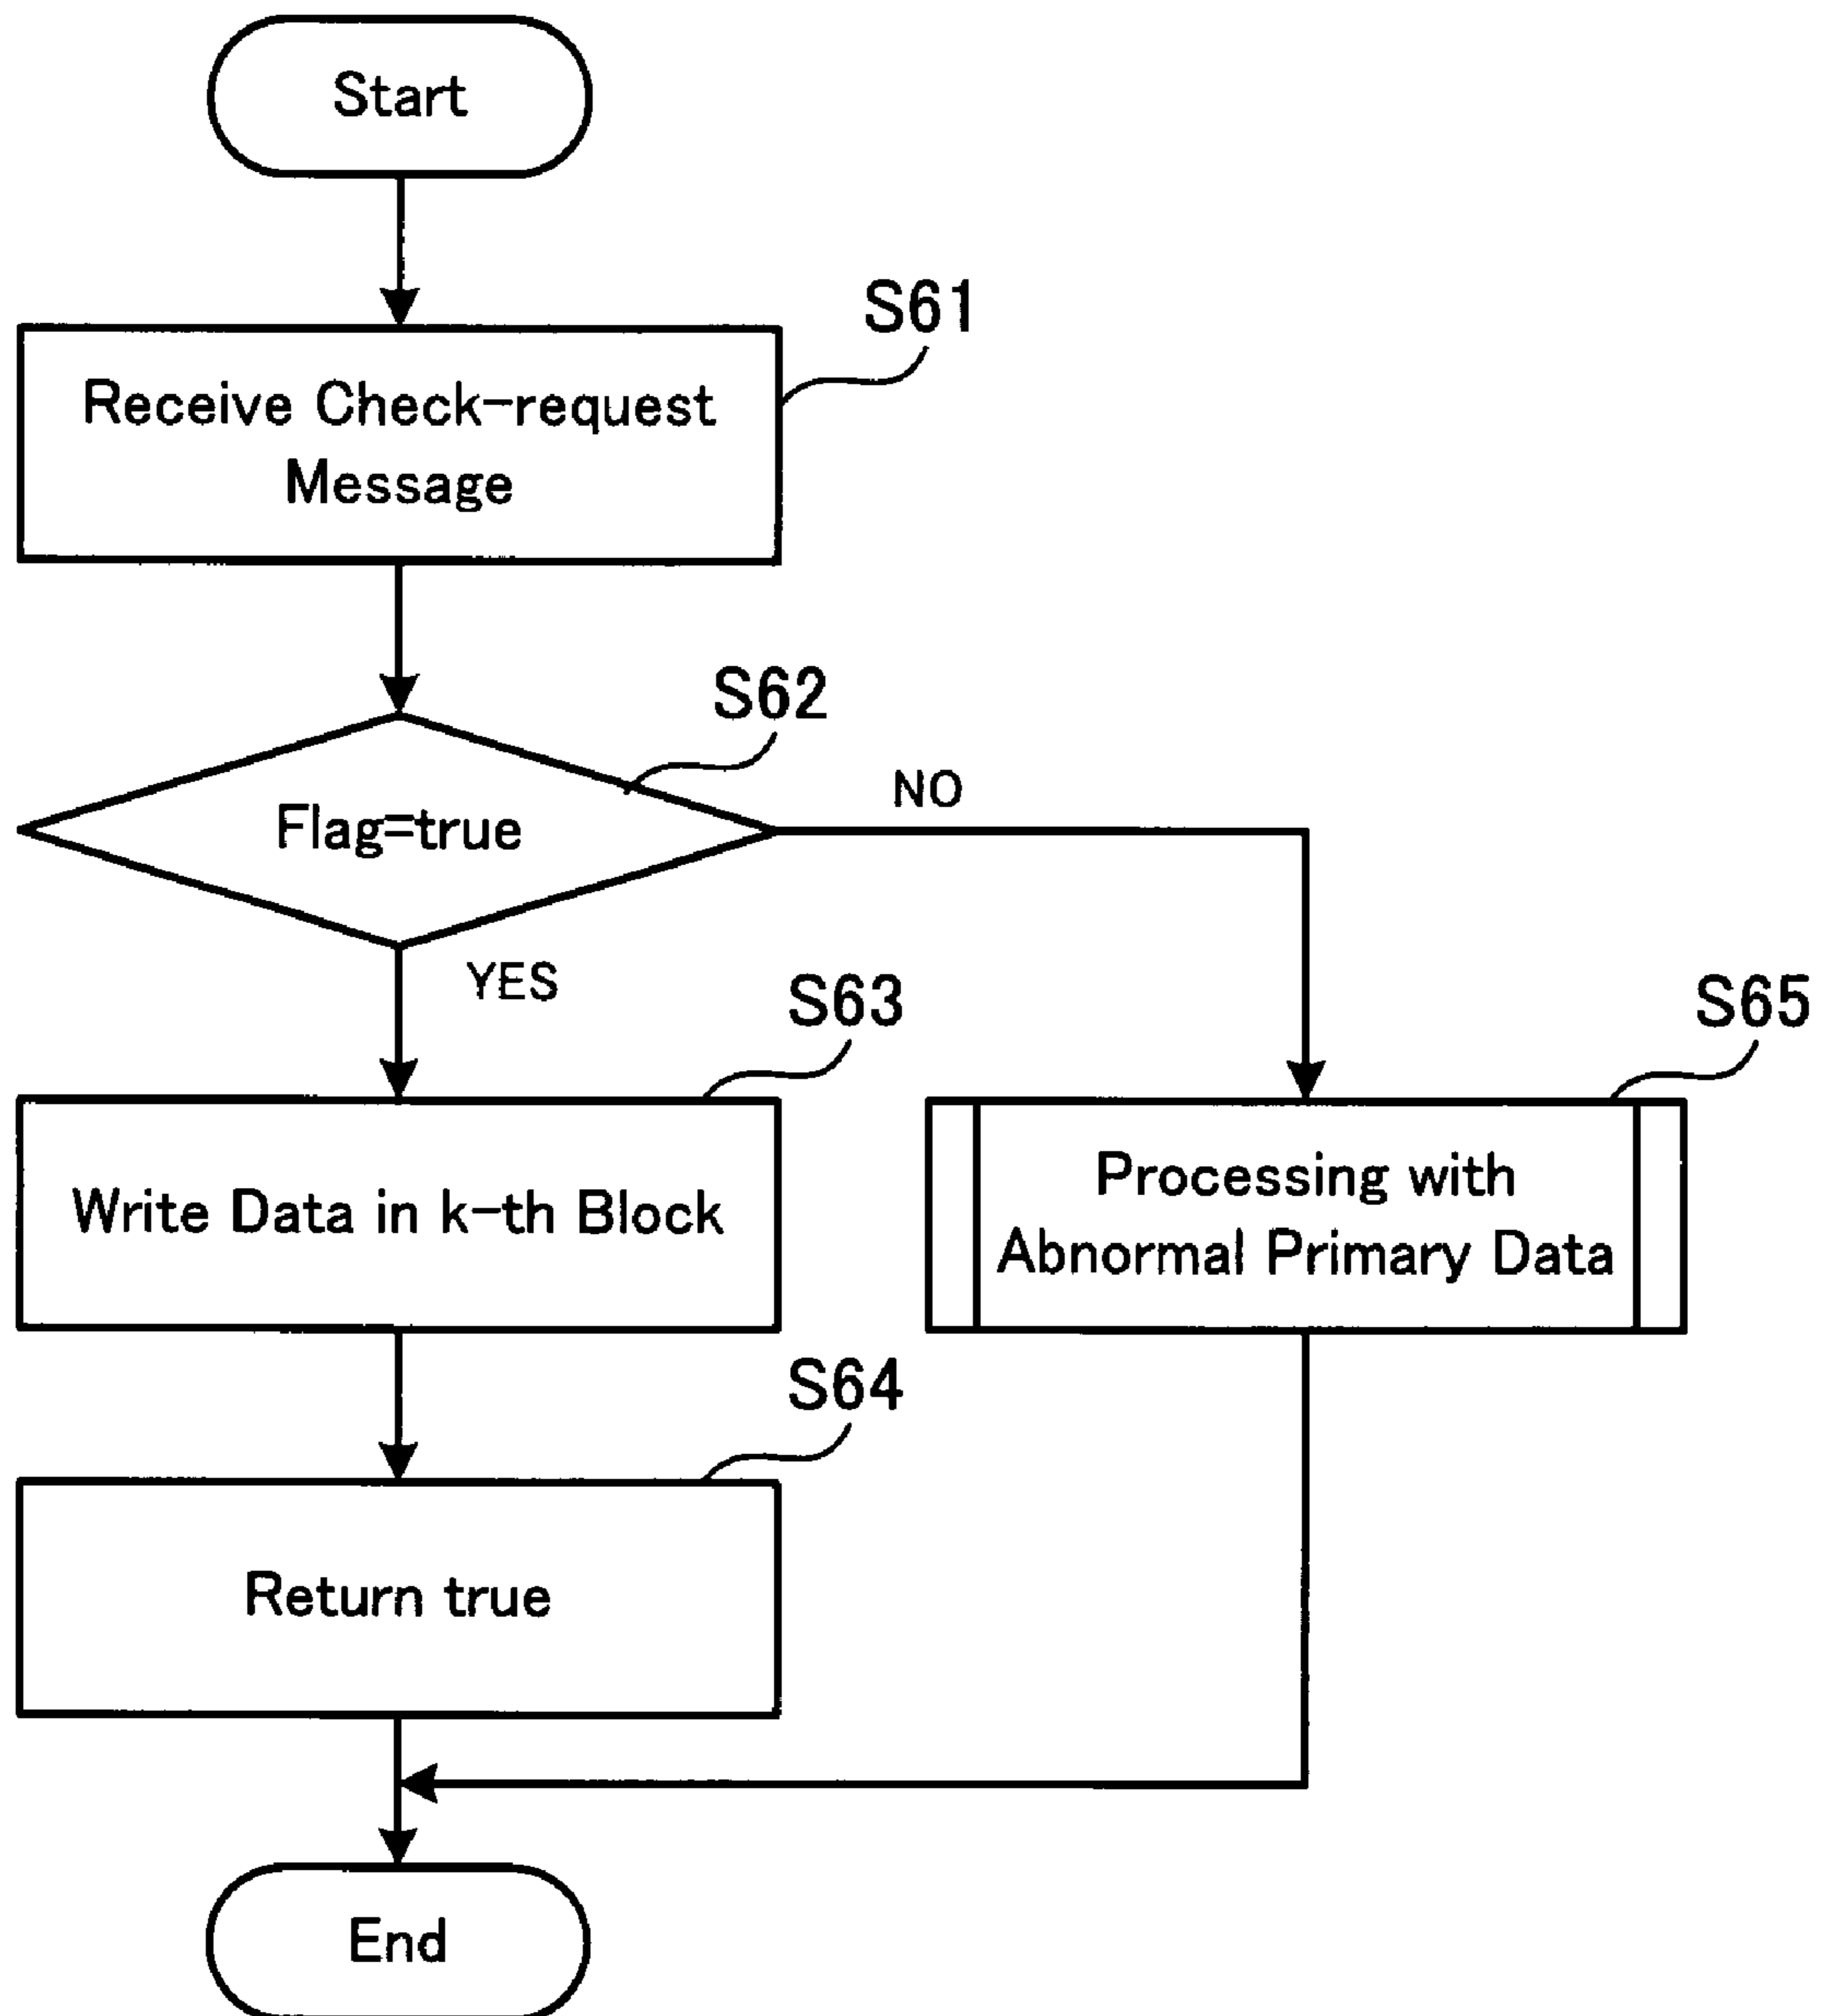 Start
S61
Receive Check-request
Message
S62
Flag=true
NO
YES
S63
S65
Write Data in k-th Block
Processing with
Abnormal Primary Data
S64
Return true
End